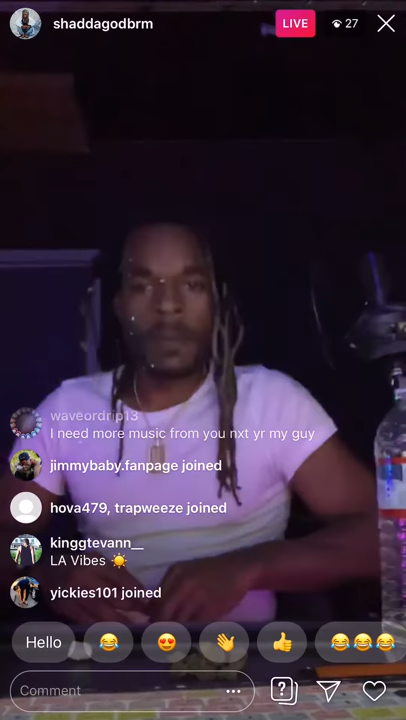 shaddagodbrm
LIVE
27
waveordrip13
I need more music from you nxt yr my guy
jimmybaby.fanpage joined
hova479, trapweeze joined
kinggtevann__
LA Vibes ☀️
yickies101 joined
Hello 😂 😍 👋 👍 😂😂😂
Comment